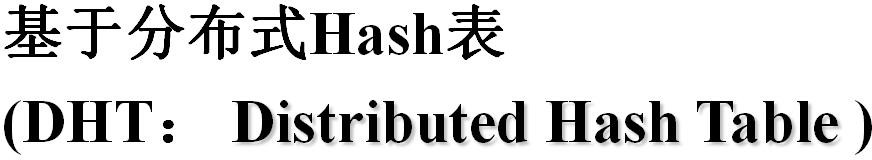 基于分布式Hash表
(DHT： Distributed Hash Table )